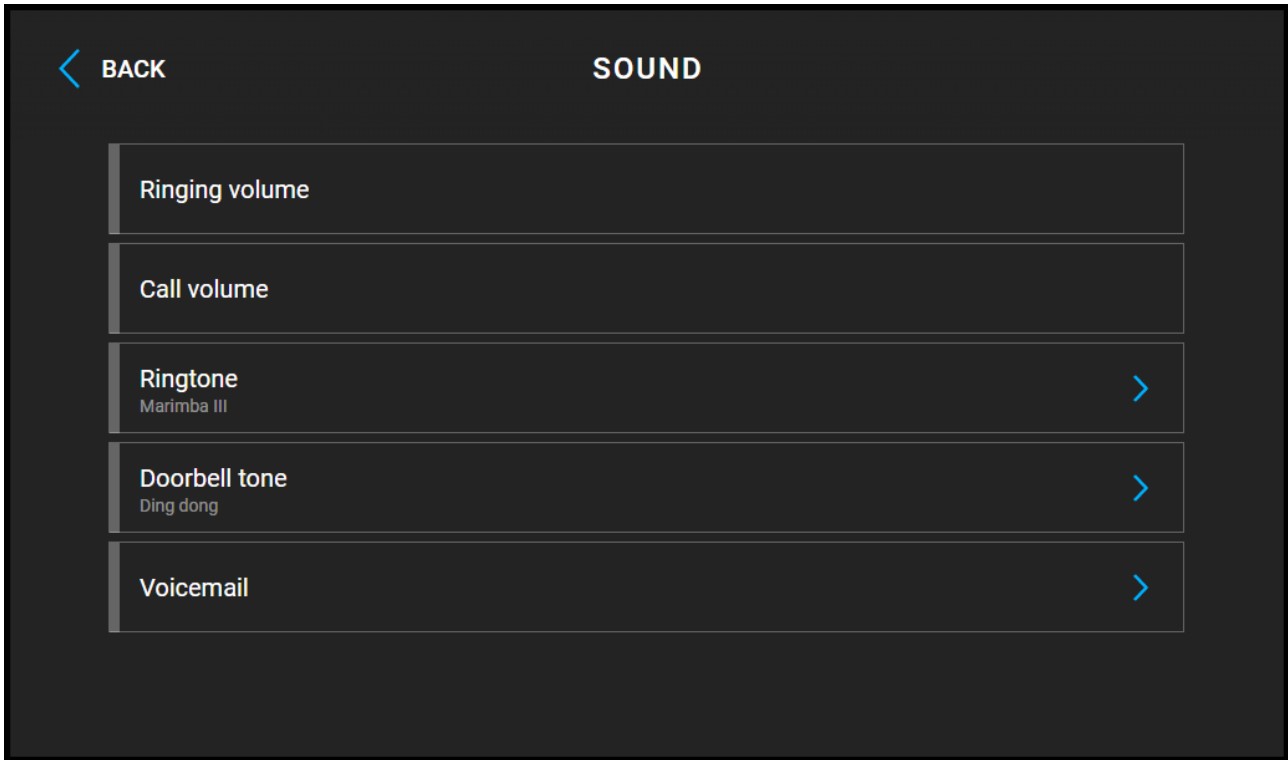 BACK
SOUND
Ringing volume
Call volume
Ringtone
Marimba III
Doorbell tone
Ding dong
Voicemail